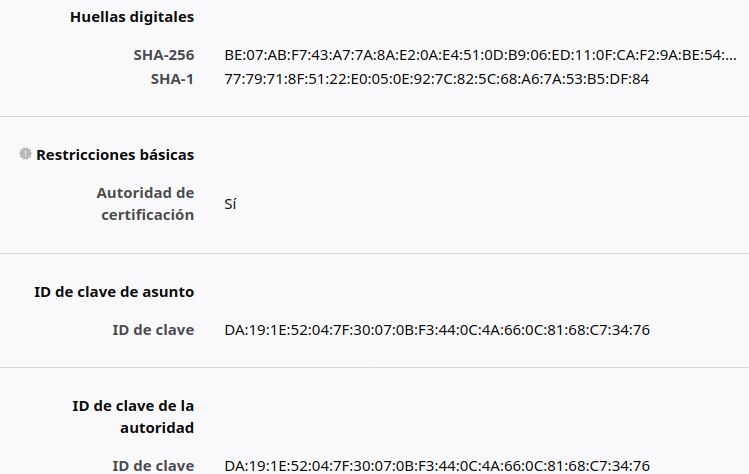 Huellas digitales
SHA-256 BE:07:AB:F7:43:A7:7A:8A:E2:0A:E4:51:0D:B9:06:ED:11:0F:CA:F2:9A:BE:54:...
SHA-1 77:79:71:8F:51:22:E0:05:0E:92:7C:82:5C:68:A6:7A:53:B5:DF:84
Restricciones básicas
Autoridad de
certificación Sí
ID de clave de asunto
ID de clave DA:19:1E:52:04:7F:30:07:0B:F3:44:0C:4A:66:0C:81:68:C7:34:76
ID de clave de la
autoridad
ID de clave DA:19:1E:52:04:7F:30:07:0B:F3:44:0C:4A:66:0C:81:68:C7:34:76